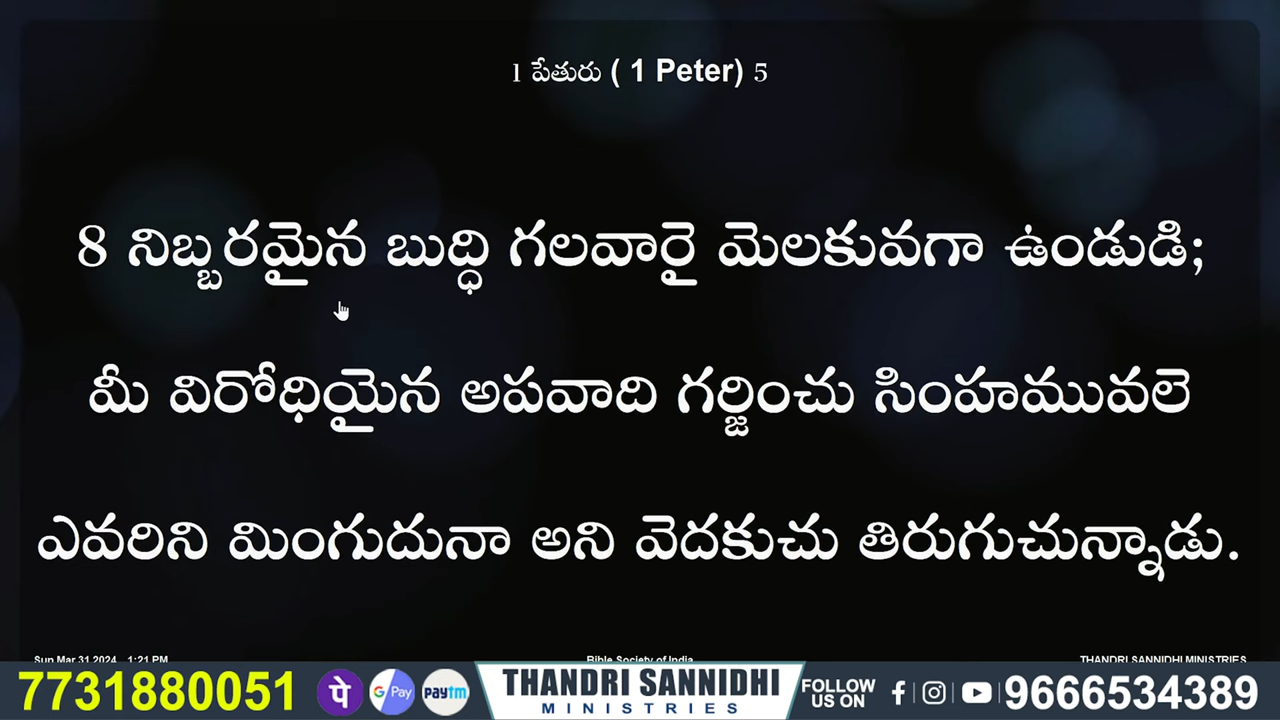 1 పేతురు ( 1 Peter) 5
8 నిబ్బరమైన బుద్ధి గలవారై మెలకువగా ఉండుడి;
మీ విరోధియైన అపవాది గర్జించు సింహమువలె
ఎవరిని మింగుదునా అని వెదకుచు తిరుగుచున్నాడు.
Sun Mar 31 2024 1:21 PM Bible Society of India THANDRI SANNIDHI MINISTRIES
7731880051 पे G Pay paytm THANDRI SANNIDHI MINISTRIES FOLLOW US ON 9666534389